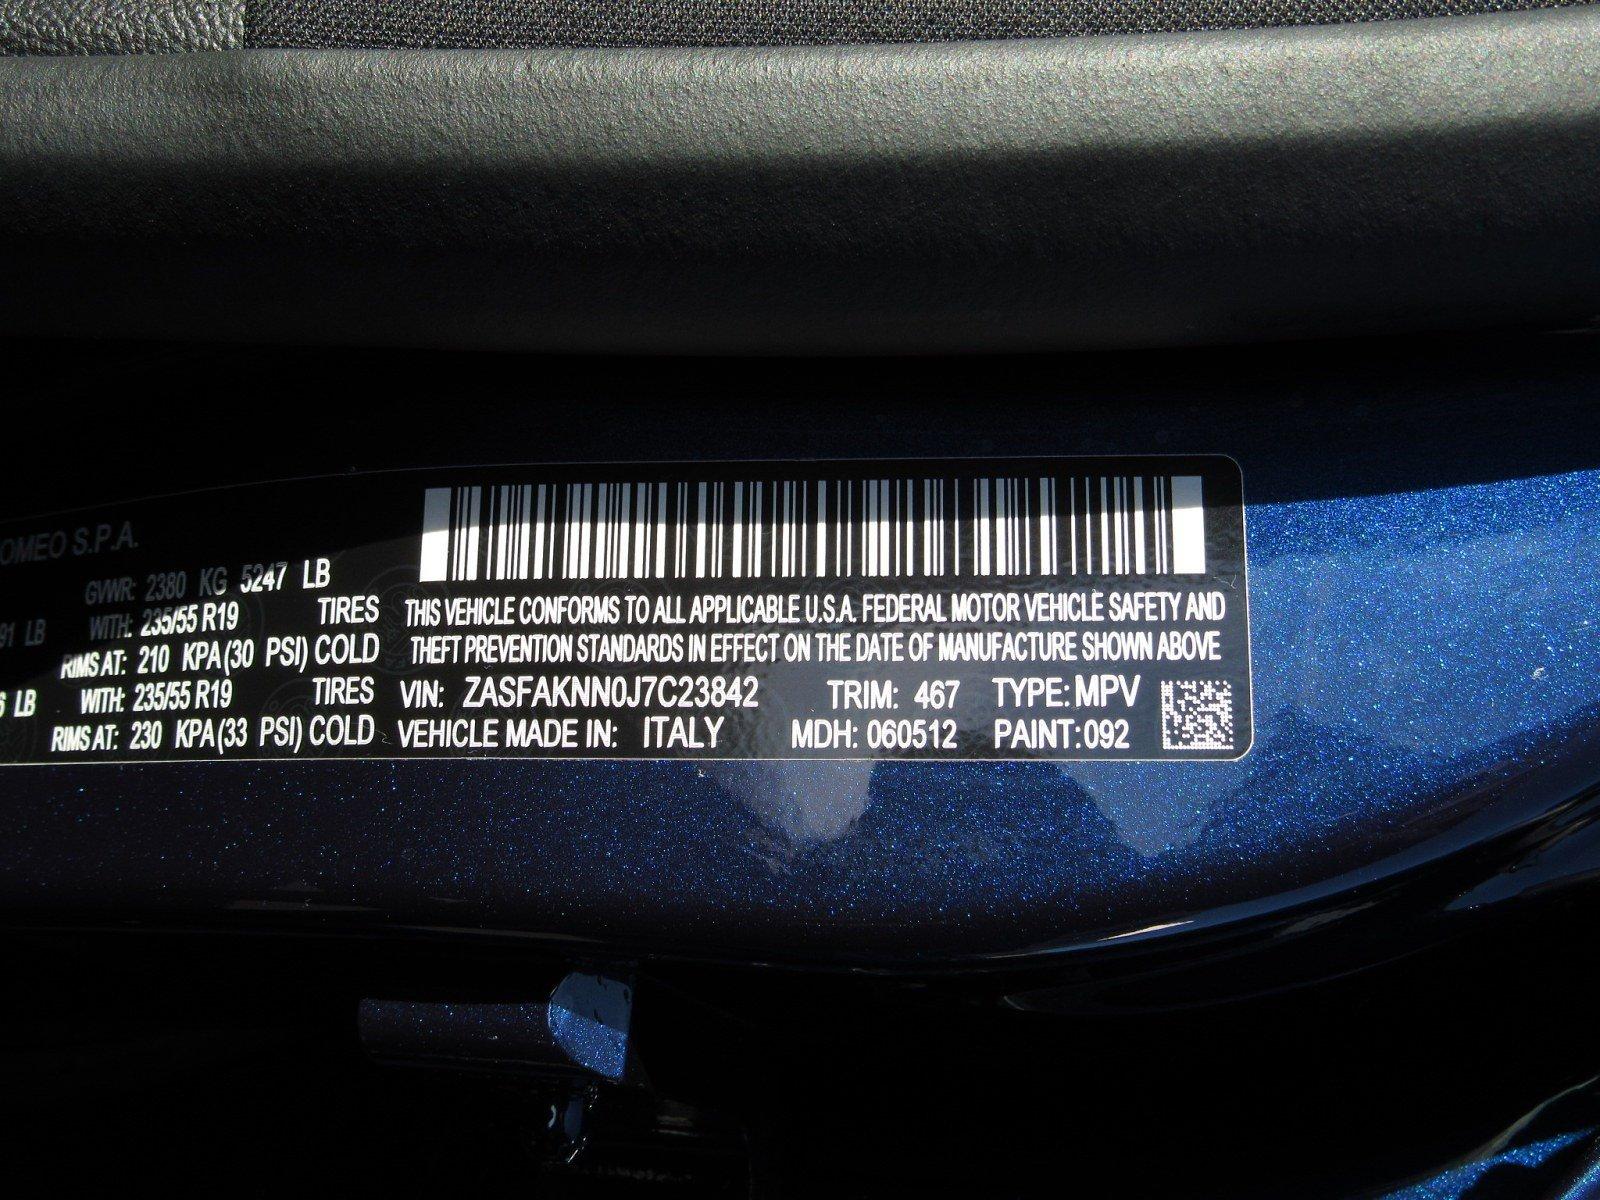 OMEO S.P.A.
GVWR: 2380 KG 5247 LB
91 LB WITH: 235/55 R19 TIRES
RIMS AT: 210 KPA(30 PSI) COLD
6 LB WITH: 235/55 R19 TIRES
RIMS AT: 230 KPA(33 PSI) COLD
THIS VEHICLE CONFORMS TO ALL APPLICABLE U.S.A. FEDERAL MOTOR VEHICLE SAFETY AND
THEFT PREVENTION STANDARDS IN EFFECT ON THE DATE OF MANUFACTURE SHOWN ABOVE
VIN: ZASFAKNN0J7C23842 TRIM: 467 TYPE: MPV
VEHICLE MADE IN: ITALY MDH: 060512 PAINT: 092